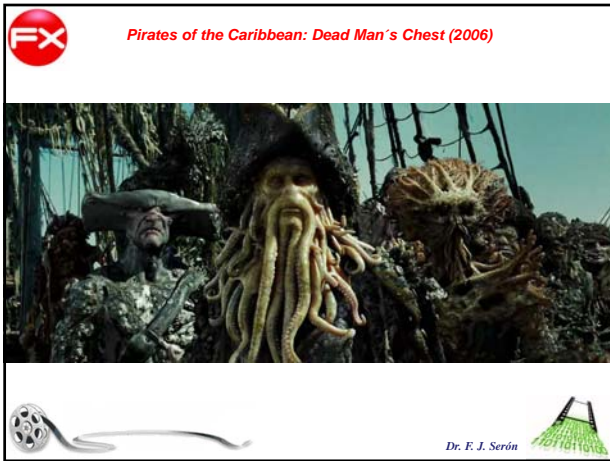 FX
Pirates of the Caribbean: Dead Man´s Chest (2006)
Dr. F. J. Serón